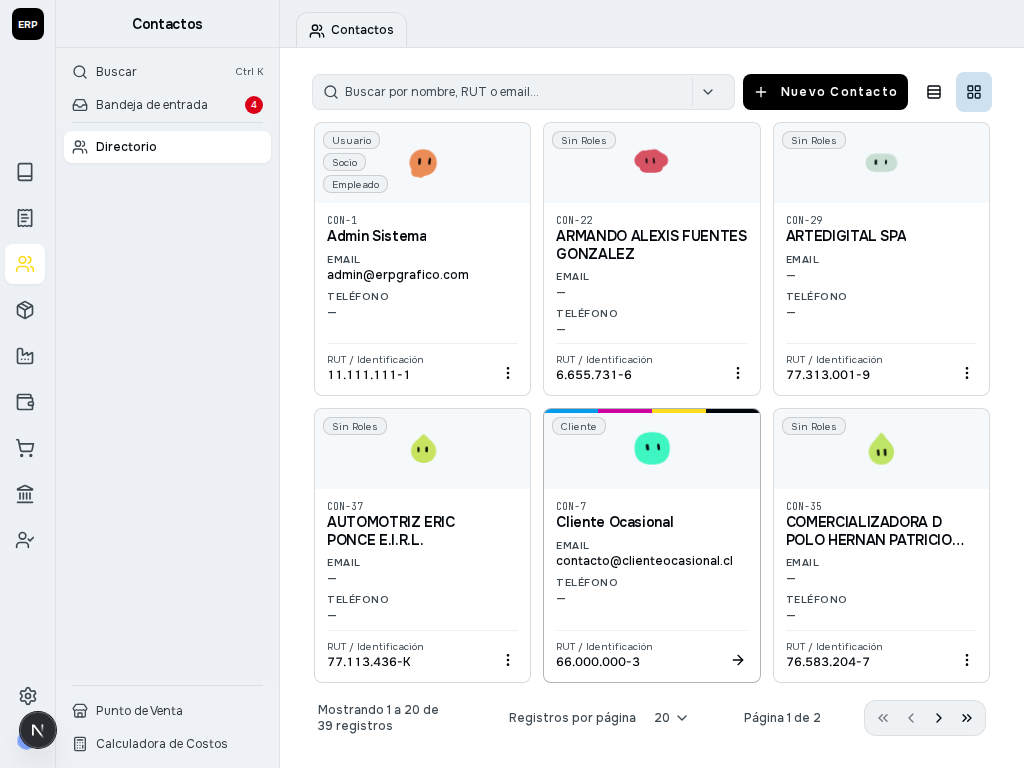 ERP
Contactos
Contactos
Buscar
Ctrl K
Bandeja de entrada
4
Directorio
Buscar por nombre, RUT o email...
Nuevo Contacto
Usuario
Socio
Empleado
CON-1
Admin Sistema
EMAIL
admin@erpgrafico.com
TELÉFONO
—
RUT / Identificación
11.111.111-1
Sin Roles
CON-22
ARMANDO ALEXIS FUENTES
GONZALEZ
EMAIL
—
TELÉFONO
—
RUT / Identificación
6.655.731-6
Sin Roles
CON-29
ARTEDIGITAL SPA
EMAIL
—
TELÉFONO
—
RUT / Identificación
77.313.001-9
Sin Roles
CON-37
AUTOMOTRIZ ERIC
PONCE E.I.R.L.
EMAIL
—
TELÉFONO
—
RUT / Identificación
77.113.436-K
Cliente
CON-7
Cliente Ocasional
EMAIL
contacto@clienteocasional.cl
TELÉFONO
—
RUT / Identificación
66.000.000-3
Sin Roles
CON-35
COMERCIALIZADORA D
POLO HERNAN PATRICIO...
EMAIL
—
TELÉFONO
—
RUT / Identificación
76.583.204-7
N
Punto de Venta
Calculadora de Costos
Mostrando 1 a 20 de
39 registros
Registros por página
20
Página 1 de 2